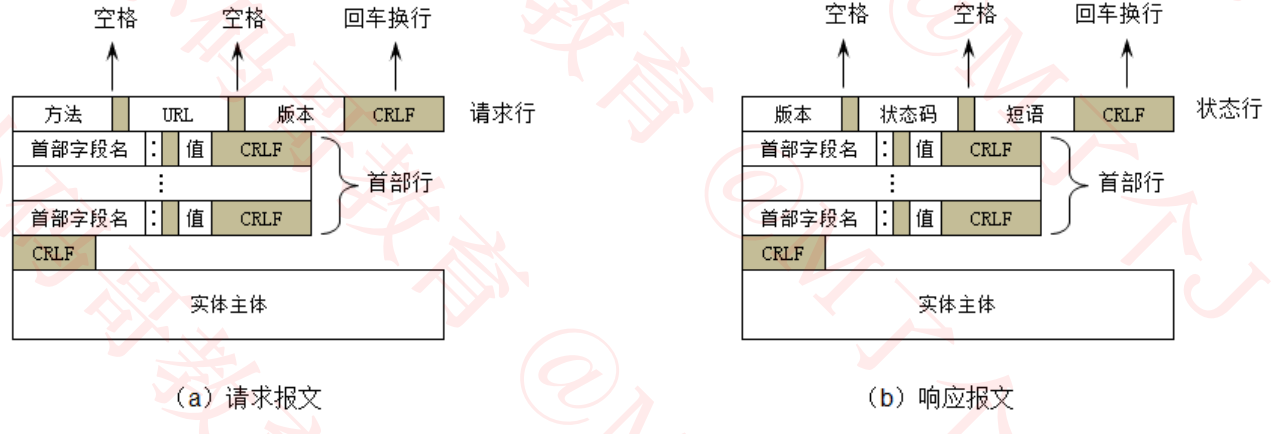 空格 空格 回车换行
方法 URL 版本 CRLF 请求行
首部字段名 : 值 CRLF
⋮ 首部行
首部字段名 : 值 CRLF
CRLF
实体主体
（a）请求报文
空格 空格 回车换行
版本 状态码 短语 CRLF 状态行
首部字段名 : 值 CRLF
⋮ 首部行
首部字段名 : 值 CRLF
CRLF
实体主体
（b）响应报文